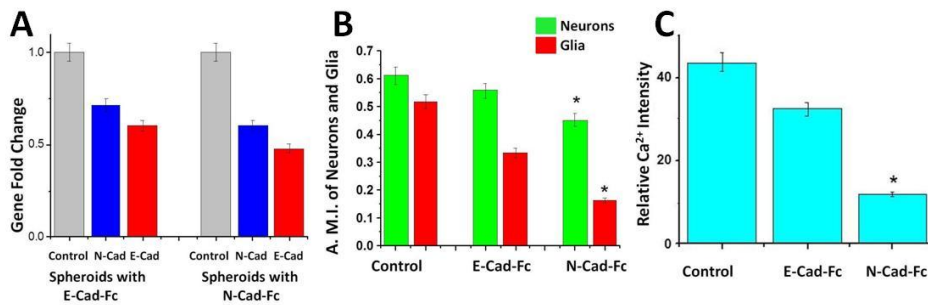 A
Gene Fold Change
1.0
0.5
0.0
Control N-Cad E-Cad
Control N-Cad E-Cad
Spheroids with
E-Cad-Fc
Spheroids with
N-Cad-Fc
B
Neurons
Glia
A. M.I. of Neurons and Glia
0.7
0.6
0.5
0.4
0.3
0.2
0.1
0.0
*
*
Control
E-Cad-Fc
N-Cad-Fc
C
Relative Ca²⁺ Intensity
40
20
0
*
Control
E-Cad-Fc
N-Cad-Fc